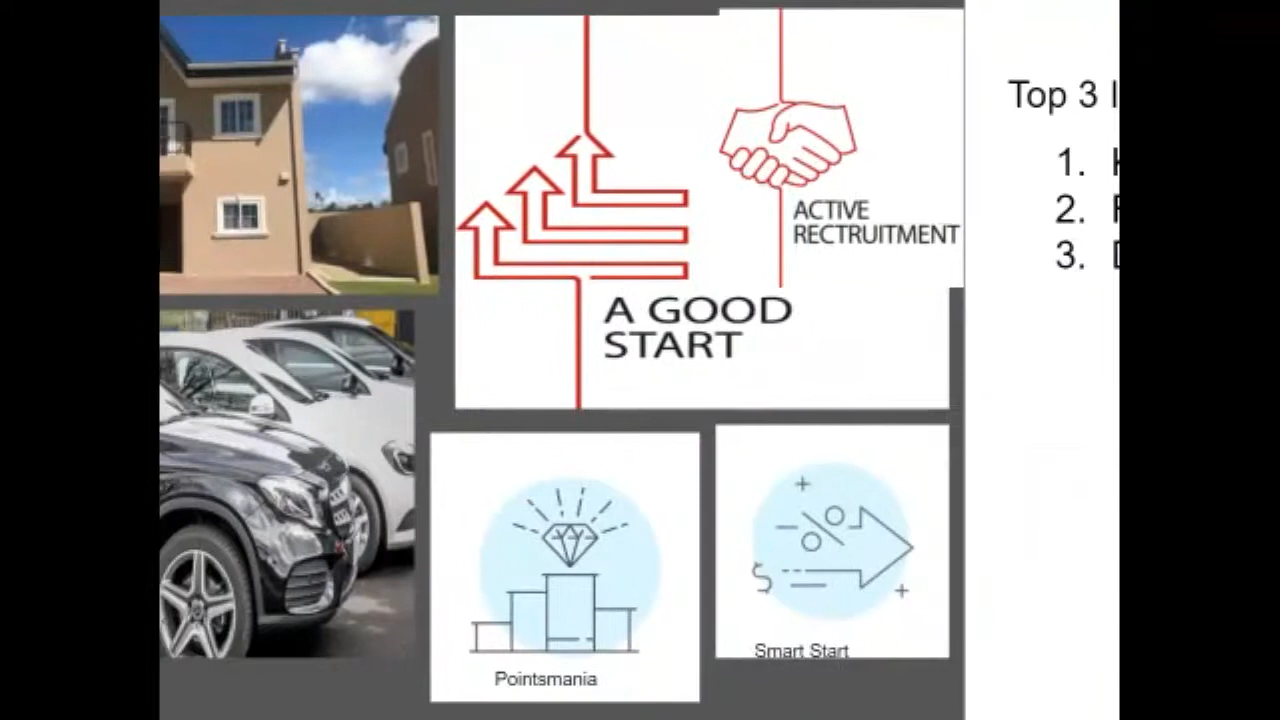 ACTIVE
RECTRUITMENT
A GOOD
START
Pointsmania
Smart Start
Top 3
1.
2.
3.